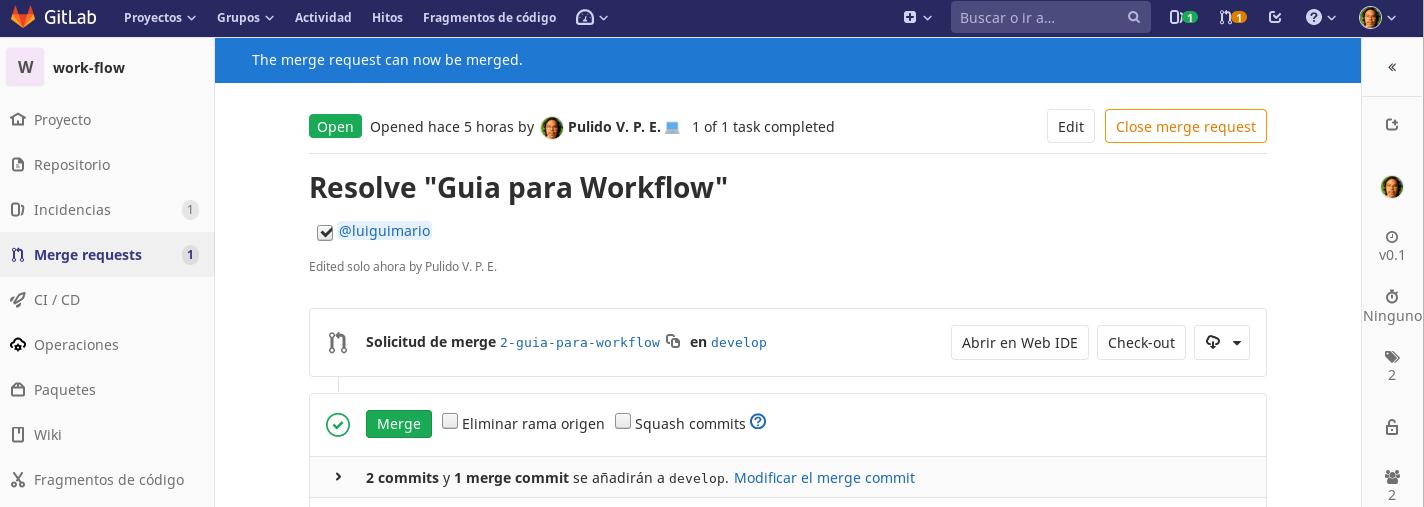 GitLab Proyectos Grupos Actividad Hitos Fragmentos de código Buscar o ir a... 1 1
W work-flow
The merge request can now be merged.
Proyecto
Repositorio
Incidencias 1
Merge requests 1
CI / CD
Operaciones
Paquetes
Wiki
Fragmentos de código
Open Opened hace 5 horas by Pulido V. P. E. 1 of 1 task completed Edit Close merge request
Resolve "Guia para Workflow"
@luiguimario
Edited solo ahora by Pulido V. P. E.
Solicitud de merge 2-guia-para-workflow en develop Abrir en Web IDE Check-out
Merge Eliminar rama origen Squash commits
2 commits y 1 merge commit se añadirán a develop. Modificar el merge commit
v0.1
Ninguno
2
2